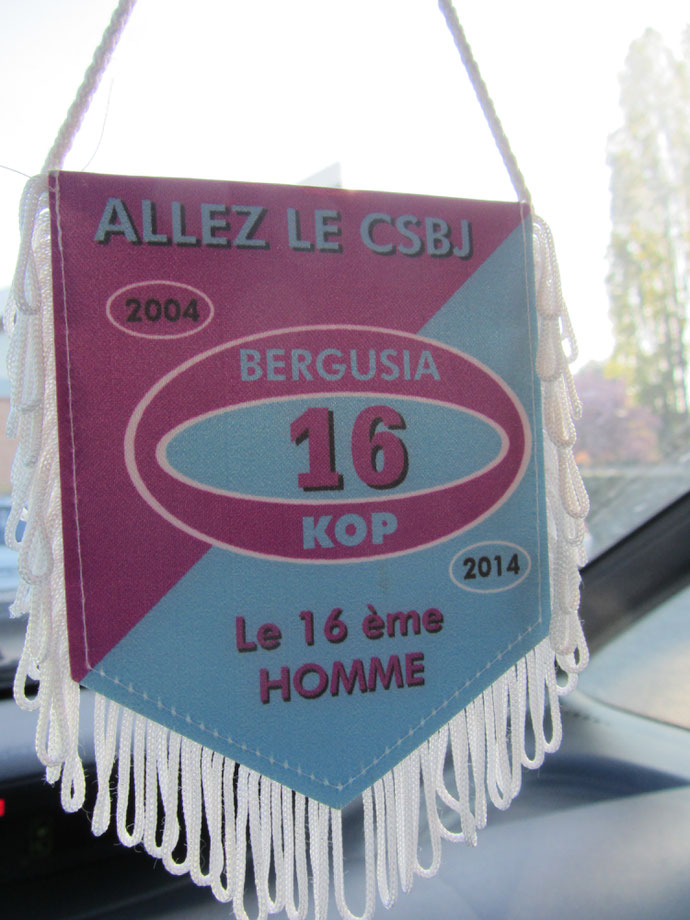 ALLEZ LE CSBJ
2004
BERGUSIA
16
KOP
2014
Le 16 ème
HOMME